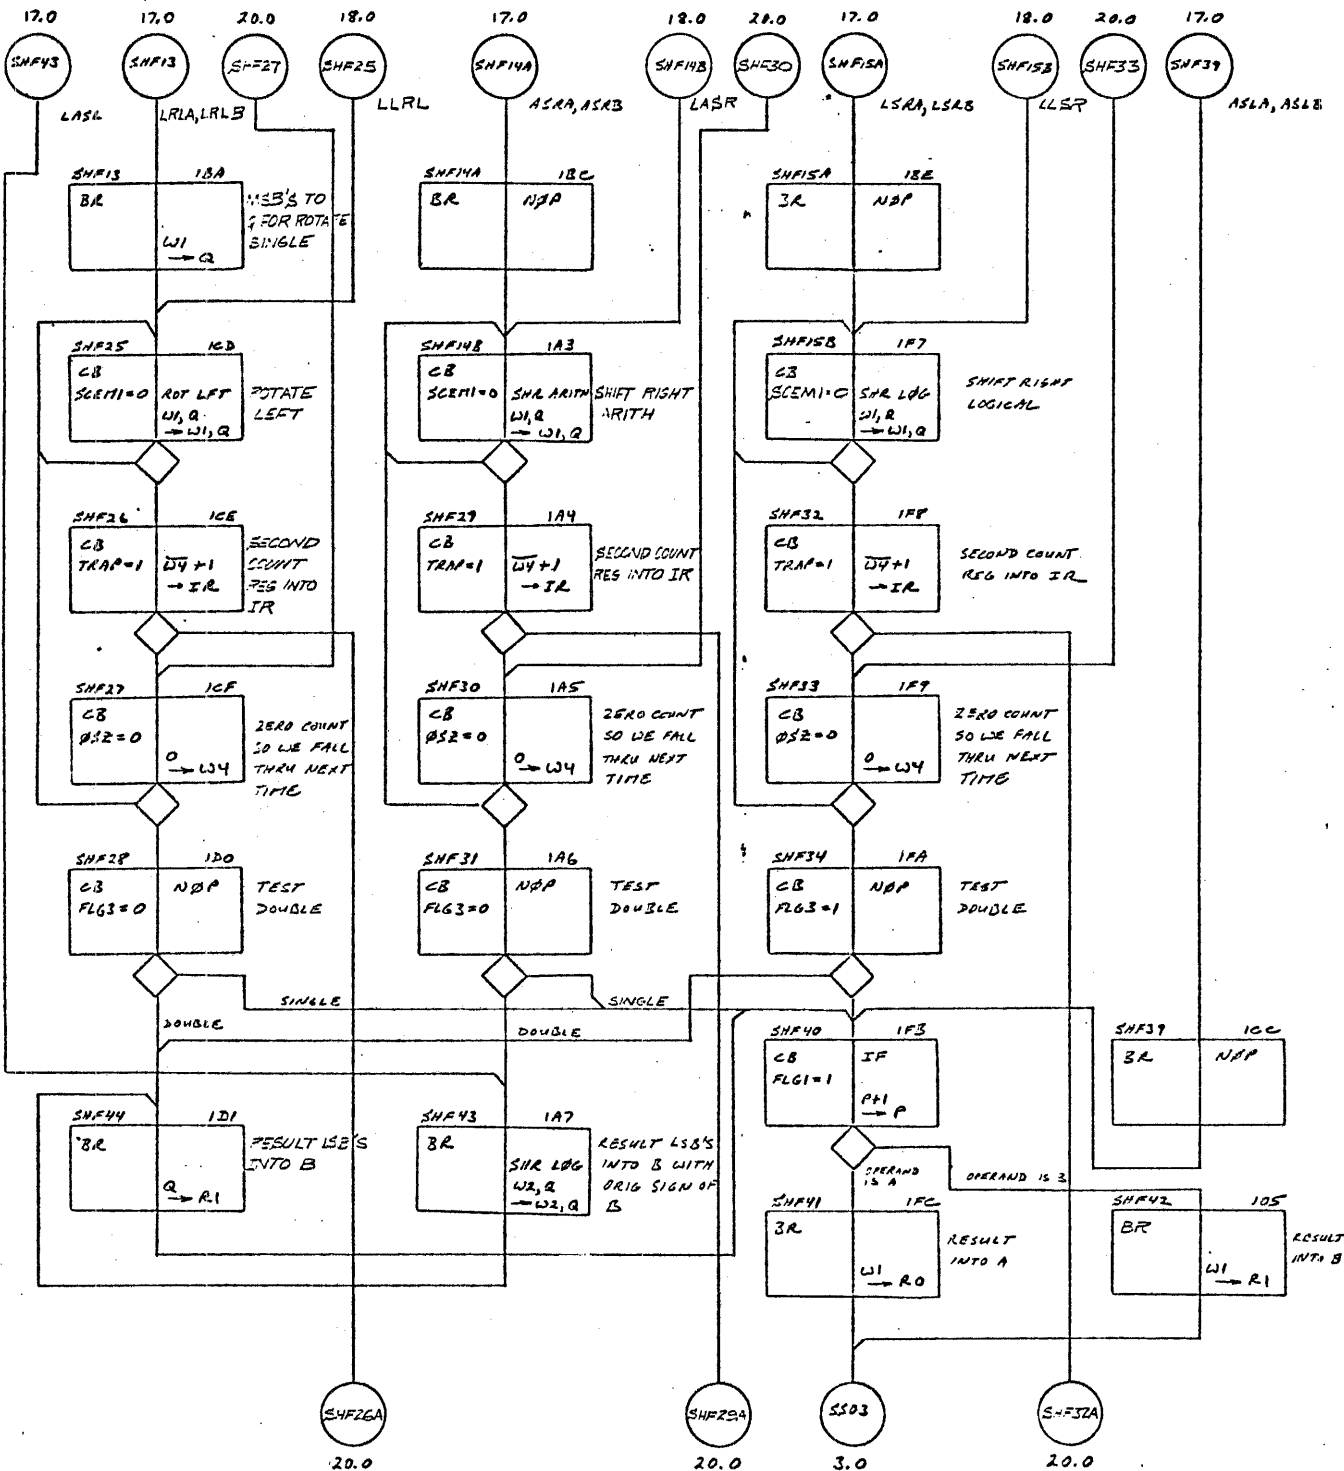 17.0 17.0 20.0 18.0 17.0 18.0 20.0 17.0 18.0 20.0 17.0
SHF43 SHF13 SHF27 SHF25 SHF14A SHF14B SHF30 SHF15A SHF15B SHF33 SHF39
LASL LRLA, LRLB LLRL ASRA, ASRB LASR LSRA, LSRB LLSR ASLA, ASLB
SHF13 1BA
BR
W1
→ Q
MSB'S TO
Q FOR ROTATE
SINGLE
SHF14A 1BC
BR NØP
SHF15A 1BE
BR NØP
SHF25 1CD
CB
SCEM1=0 ROT LFT
W1, Q
→ W1, Q
ROTATE
LEFT
SHF14B 1A3
CB
SCEM1=0 SHR ARITH
W1, Q
→ W1, Q
SHIFT RIGHT
ARITH
SHF15B 1F7
CB
SCEM1=0 SHR LØG
W1, Q
→ W1, Q
SHIFT RIGHT
LOGICAL
SHF26 1CE
CB
TRAP=1 W4 +1
→ IR
SECOND
COUNT
REG INTO
IR
SHF29 1A4
CB
TRAP=1 W4 +1
→ IR
SECOND COUNT
REG INTO IR
SHF32 1F8
CB
TRAP=1 W4 +1
→ IR
SECOND COUNT
REG INTO IR
SHF27 1CF
CB
ØSZ=0
0
→ W4
ZERO COUNT
SO WE FALL
THRU NEXT
TIME
SHF30 1A5
CB
ØSZ=0
0
→ W4
ZERO COUNT
SO WE FALL
THRU NEXT
TIME
SHF33 1F9
CB
ØSZ=0
0
→ W4
ZERO COUNT
SO WE FALL
THRU NEXT
TIME
SHF28 1D0
CB NØP
FLG3=0
TEST
DOUBLE
SHF31 1A6
CB NØP
FLG3=0
TEST
DOUBLE
SHF34 1FA
CB NØP
FLG3=1
TEST
DOUBLE
SINGLE SINGLE
DOUBLE DOUBLE
SHF40 1FB
CB IF
FLG1=1
P+1
→ P
SHF39 1CC
BR NØP
SHF44 1D1
BR
Q
→ R1
RESULT LSB'S
INTO B
SHF43 1A7
BR
SHR LØG
W2, Q
→ W2, Q
RESULT LSB'S
INTO B WITH
ORIG SIGN OF
B
OPERAND
IS A
OPERAND IS B
SHF41 1FC
BR
W1
→ R0
RESULT
INTO A
SHF42 105
BR
W1
→ R1
RESULT
INTO B
SHF26A SHF29A SS03 SHF32A
20.0 20.0 3.0 20.0